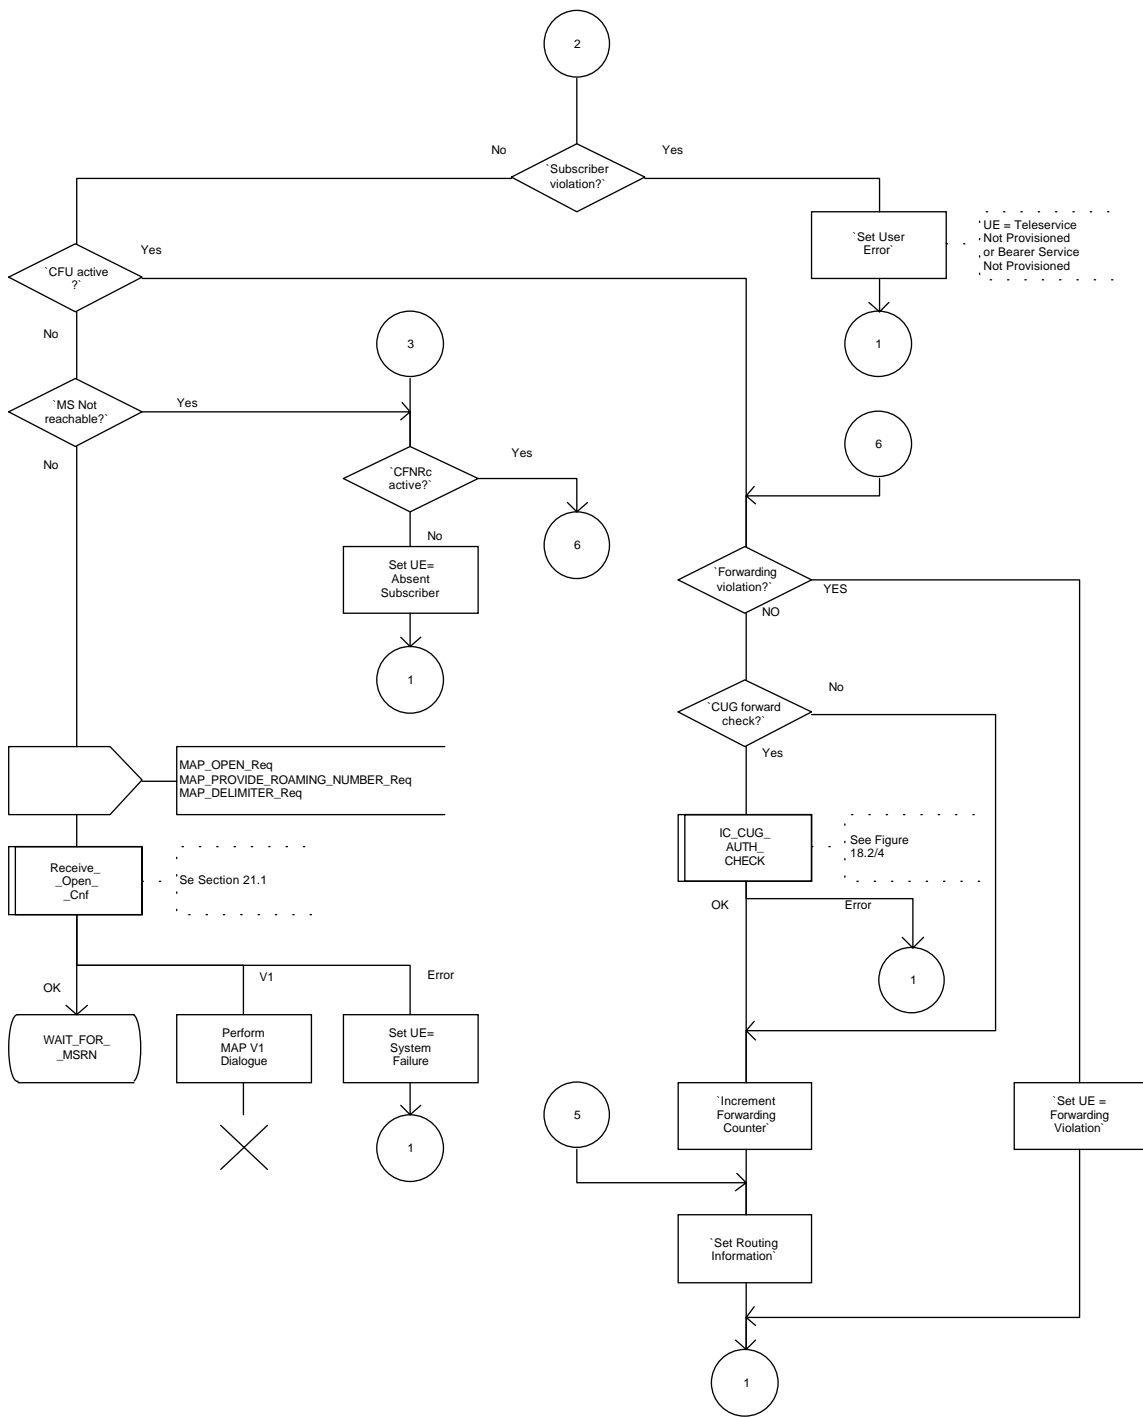 2
No
Yes
`Subscriber
violation?`
`Set User
Error`
UE = Teleservice
Not Provisioned
or Bearer Service
Not Provisioned
Yes
`CFU active
?`
No
3
1
`MS Not
reachable?`
Yes
6
No
Yes
`CFNRc
active?`
No
6
Set UE=
Absent
Subscriber
`Forwarding
violation?`
YES
NO
1
No
`CUG forward
check?`
Yes
MAP_OPEN_Req
MAP_PROVIDE_ROAMING_NUMBER_Req
MAP_DELIMITER_Req
IC_CUG_
AUTH_
CHECK
See Figure
18.2/4
Receive_
_Open_
_Cnf
Se Section 21.1
OK
Error
V1
Error
OK
1
WAIT_FOR_
_MSRN
Perform
MAP V1
Dialogue
Set UE=
System
Failure
5
`Increment
Forwarding
Counter`
`Set UE =
Forwarding
Violation`
1
`Set Routing
Information`
1